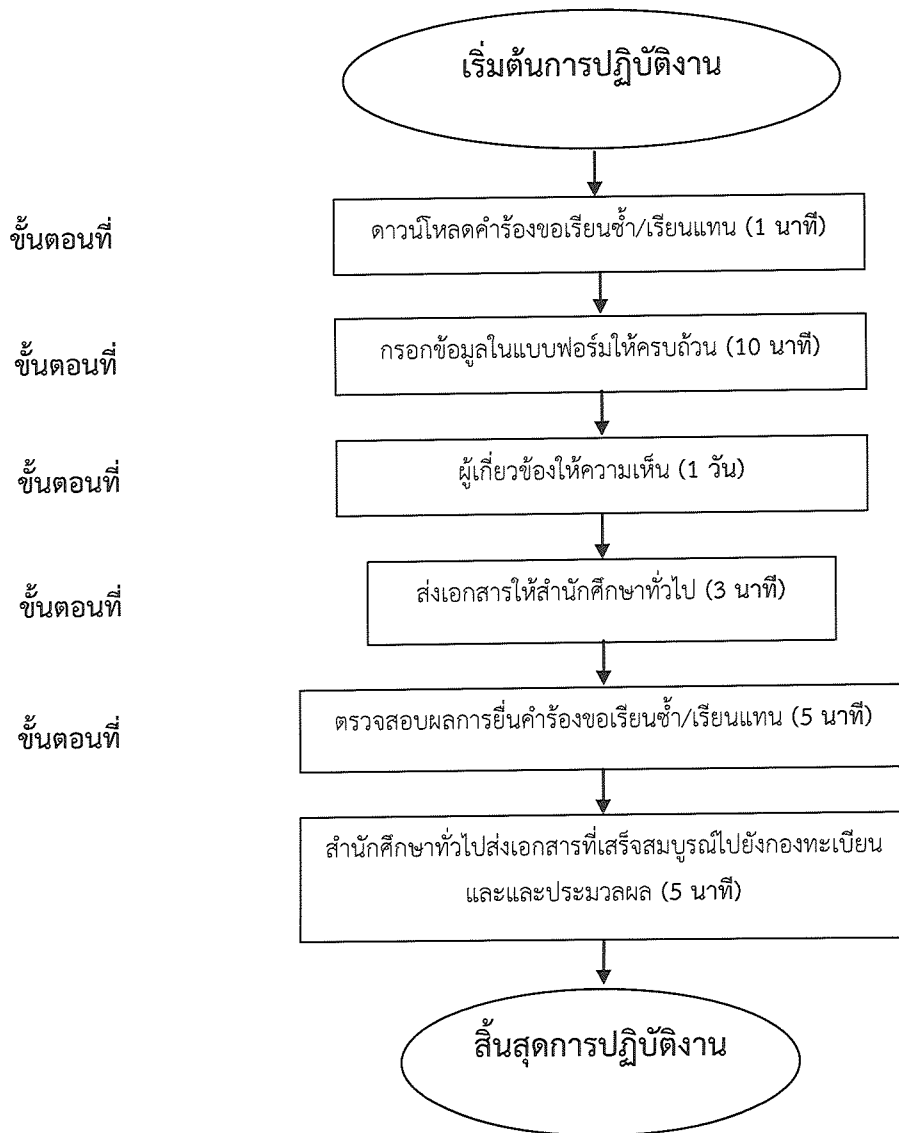 เริ่มต้นการปฏิบัติงาน
ขั้นตอนที่
ดาวน์โหลดคำร้องขอเรียนซ้ำ/เรียนแทน (1 นาที)
ขั้นตอนที่
กรอกข้อมูลในแบบฟอร์มให้ครบถ้วน (10 นาที)
ขั้นตอนที่
ผู้เกี่ยวข้องให้ความเห็น (1 วัน)
ขั้นตอนที่
ส่งเอกสารให้สำนักศึกษาทั่วไป (3 นาที)
ขั้นตอนที่
ตรวจสอบผลการยื่นคำร้องขอเรียนซ้ำ/เรียนแทน (5 นาที)
สำนักศึกษาทั่วไปส่งเอกสารที่เสร็จสมบูรณ์ไปยังกองทะเบียน
และและประมวลผล (5 นาที)
สิ้นสุดการปฏิบัติงาน